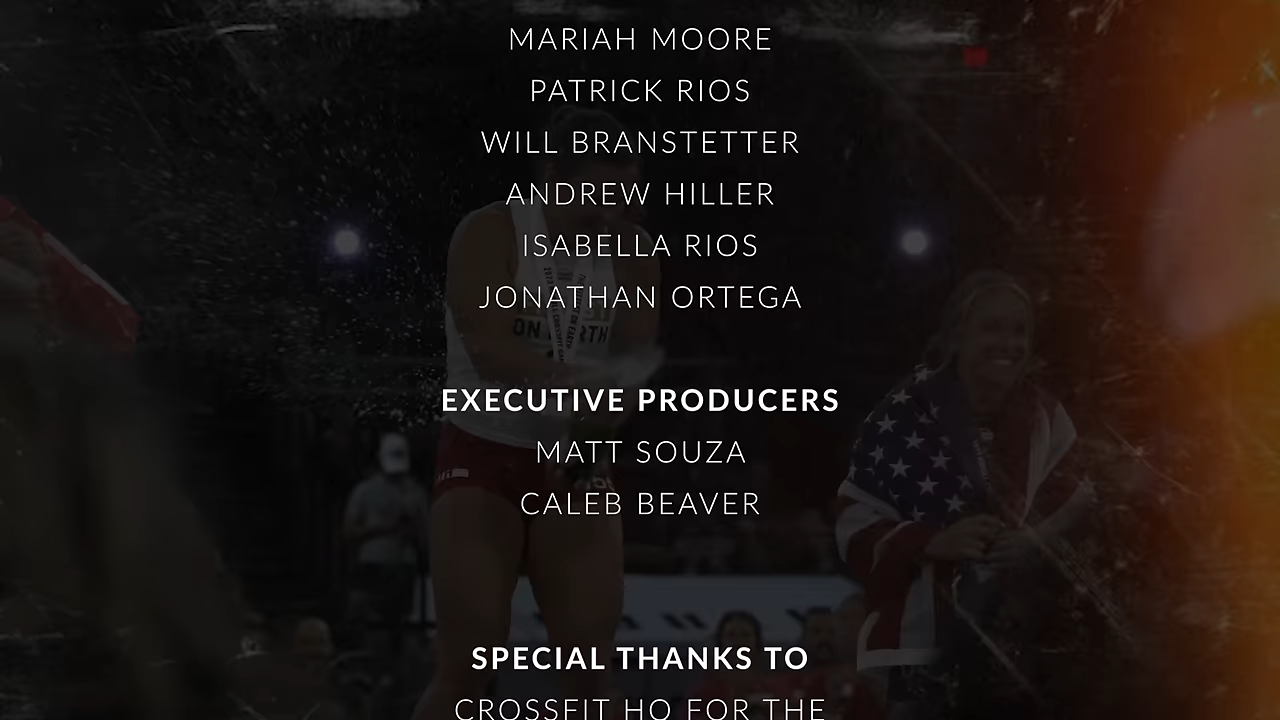 MARIAH MOORE
PATRICK RIOS
WILL BRANSTETTER
ANDREW HILLER
ISABELLA RIOS
JONATHAN ORTEGA
ON
EXECUTIVE PRODUCERS
MATT SOUZA
CALEB BEAVER
SPECIAL THANKS TO
CROSSFIT HQ FOR THE